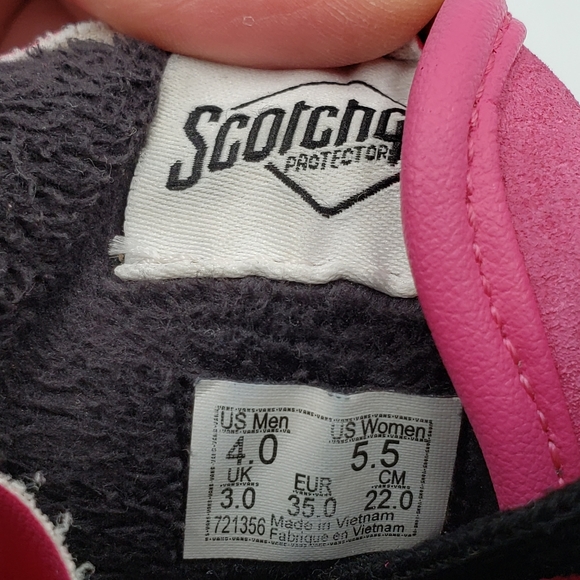 Scotchg
PROTECTOR
US Men US Women
4.0 5.5
UK EUR CM
3.0 35.0 22.0
721356 Made in Vietnam
Fabriqué en Vietnam